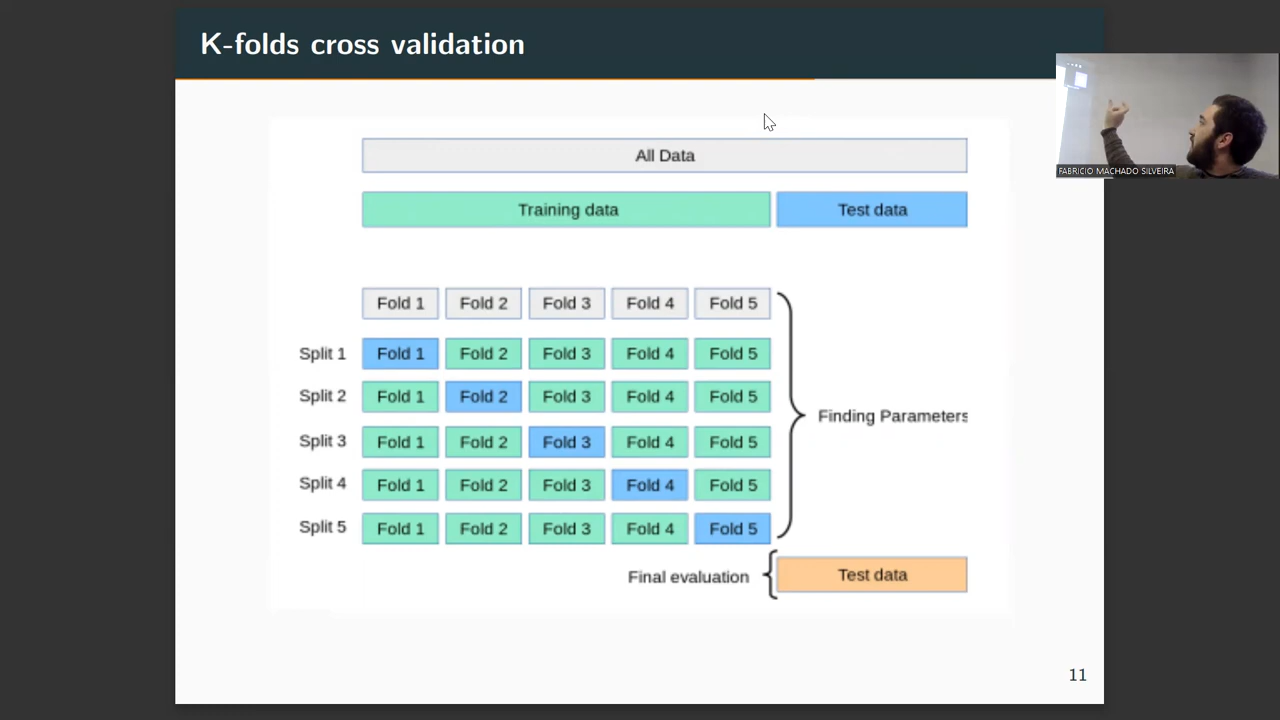 K-folds cross validation
All Data
Training data Test data
Fold 1 Fold 2 Fold 3 Fold 4 Fold 5
Split 1 Fold 1 Fold 2 Fold 3 Fold 4 Fold 5
Split 2 Fold 1 Fold 2 Fold 3 Fold 4 Fold 5
Finding Parameters
Split 3 Fold 1 Fold 2 Fold 3 Fold 4 Fold 5
Split 4 Fold 1 Fold 2 Fold 3 Fold 4 Fold 5
Split 5 Fold 1 Fold 2 Fold 3 Fold 4 Fold 5
Final evaluation Test data
11
FABRICIO MACHADO SILVEIRA